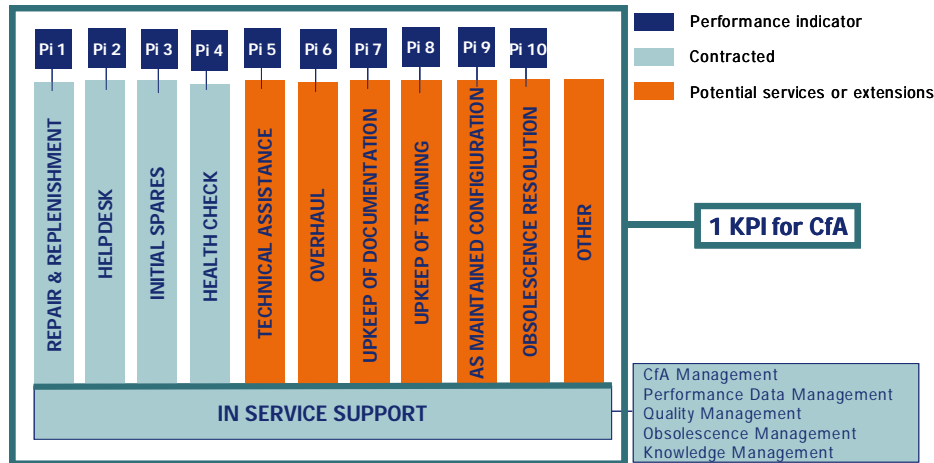 Pi 1
Pi 2
Pi 3
Pi 4
Pi 5
Pi 6
Pi 7
Pi 8
Pi 9
Pi 10
Performance indicator
Contracted
Potential services or extensions
REPAIR & REPLENISHMENT
HELPDESK
INITIAL SPARES
HEALTH CHECK
TECHNICAL ASSISTANCE
OVERHAUL
UPKEEP OF DOCUMENTATION
UPKEEP OF TRAINING
AS MAINTAINED CONFIGIURATION
OBSOLESCENCE RESOLUTION
OTHER
1 KPI for CfA
IN SERVICE SUPPORT
CfA Management
Performance Data Management
Quality Management
Obsolescence Management
Knowledge Management